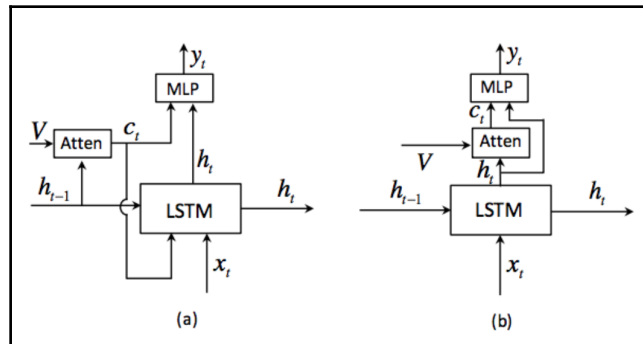 y_t
MLP
V
Atten
c_t
h_t
h_{t-1}
LSTM
h_t
x_t
(a)
y_t
MLP
c_t
Atten
V
h_t
h_{t-1}
LSTM
h_t
x_t
(b)